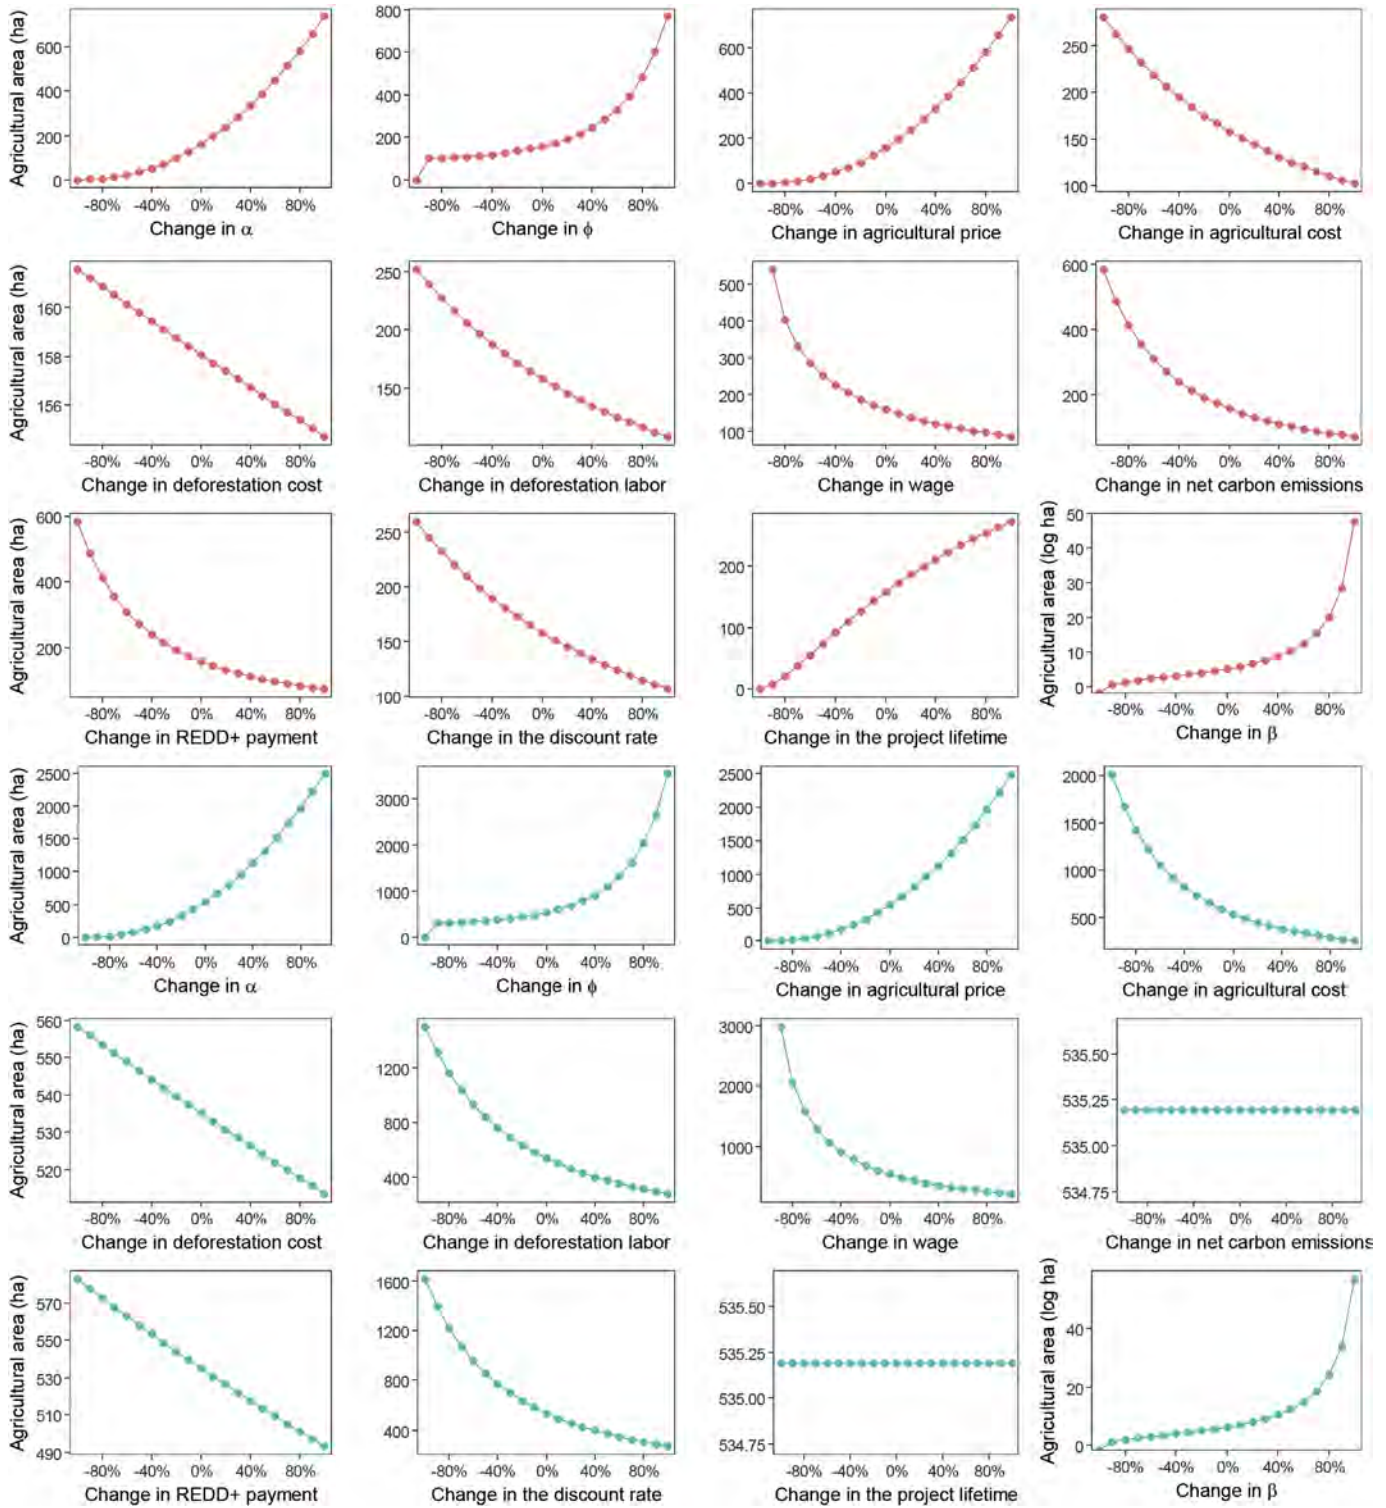 Agricultural area (ha)
600
400
200
0
-80% -40% 0% 40% 80%
Change in α
800
600
400
200
0
-80% -40% 0% 40% 80%
Change in ϕ
600
400
200
0
-80% -40% 0% 40% 80%
Change in agricultural price
250
200
150
100
-80% -40% 0% 40% 80%
Change in agricultural cost
Agricultural area (ha)
160
158
156
-80% -40% 0% 40% 80%
Change in deforestation cost
250
200
150
-80% -40% 0% 40% 80%
Change in deforestation labor
500
400
300
200
100
-80% -40% 0% 40% 80%
Change in wage
600
400
200
-80% -40% 0% 40% 80%
Change in net carbon emissions
Agricultural area (ha)
600
400
200
-80% -40% 0% 40% 80%
Change in REDD+ payment
250
200
150
100
-80% -40% 0% 40% 80%
Change in the discount rate
200
100
0
-80% -40% 0% 40% 80%
Change in the project lifetime
Agricultural area (log ha)
50
40
30
20
10
0
-80% -40% 0% 40% 80%
Change in β
Agricultural area (ha)
2500
2000
1500
1000
500
0
-80% -40% 0% 40% 80%
Change in α
3000
2000
1000
0
-80% -40% 0% 40% 80%
Change in ϕ
2500
2000
1500
1000
500
0
-80% -40% 0% 40% 80%
Change in agricultural price
2000
1500
1000
500
-80% -40% 0% 40% 80%
Change in agricultural cost
Agricultural area (ha)
560
550
540
530
520
-80% -40% 0% 40% 80%
Change in deforestation cost
1200
800
400
-80% -40% 0% 40% 80%
Change in deforestation labor
3000
2000
1000
-80% -40% 0% 40% 80%
Change in wage
535.50
535.25
535.00
534.75
-80% -40% 0% 40% 80%
Change in net carbon emissions
Agricultural area (ha)
570
550
530
510
490
-80% -40% 0% 40% 80%
Change in REDD+ payment
1600
1200
800
400
-80% -40% 0% 40% 80%
Change in the discount rate
535.50
535.25
535.00
534.75
-80% -40% 0% 40% 80%
Change in the project lifetime
Agricultural area (log ha)
40
20
0
-80% -40% 0% 40% 80%
Change in β